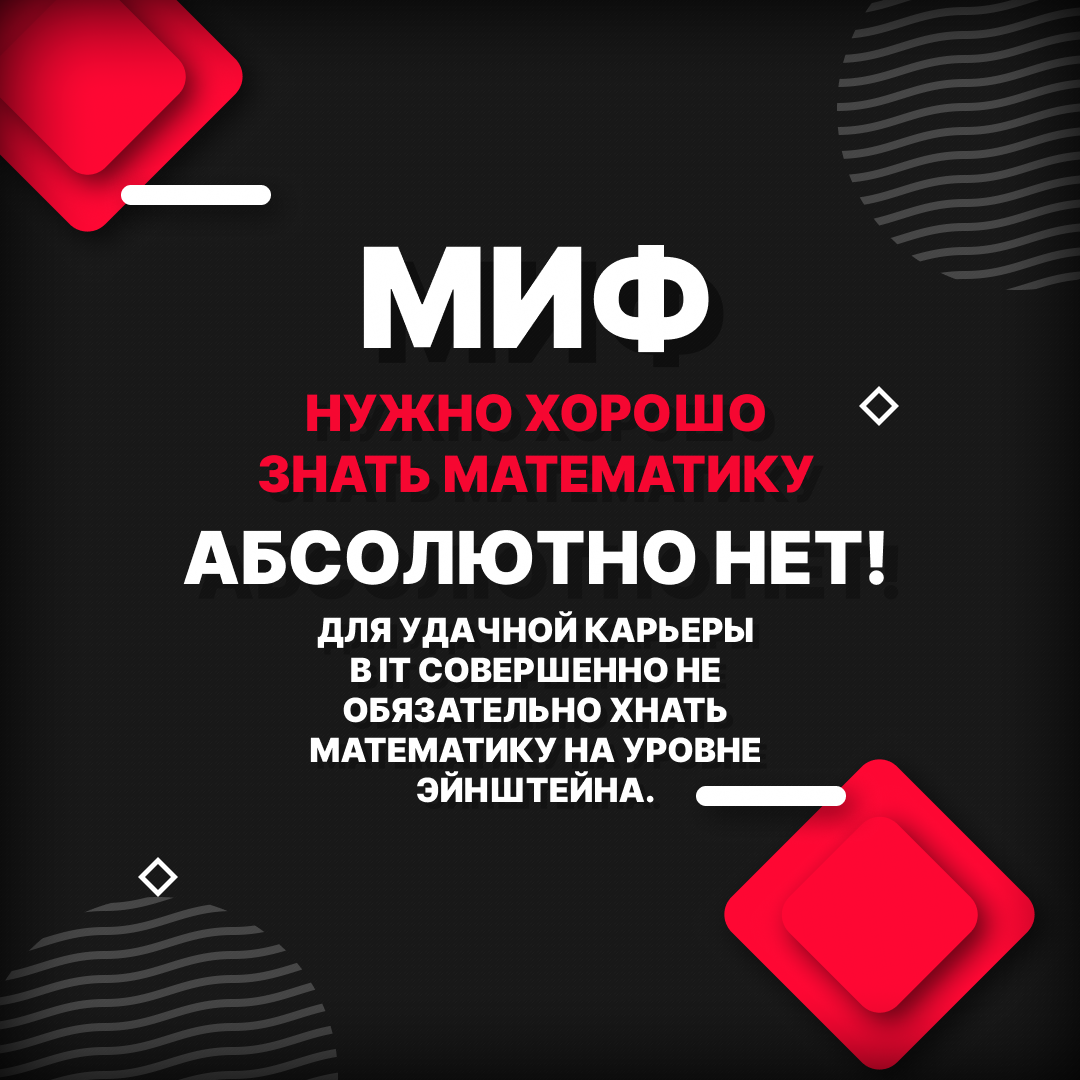 МИФ
НУЖНО ХОРОШО
ЗНАТЬ МАТЕМАТИКУ
АБСОЛЮТНО НЕТ!
ДЛЯ УДАЧНОЙ КАРЬЕРЫ
В IT СОВЕРШЕННО НЕ
ОБЯЗАТЕЛЬНО ХНАТЬ
МАТЕМАТИКУ НА УРОВНЕ
ЭЙНШТЕЙНА.